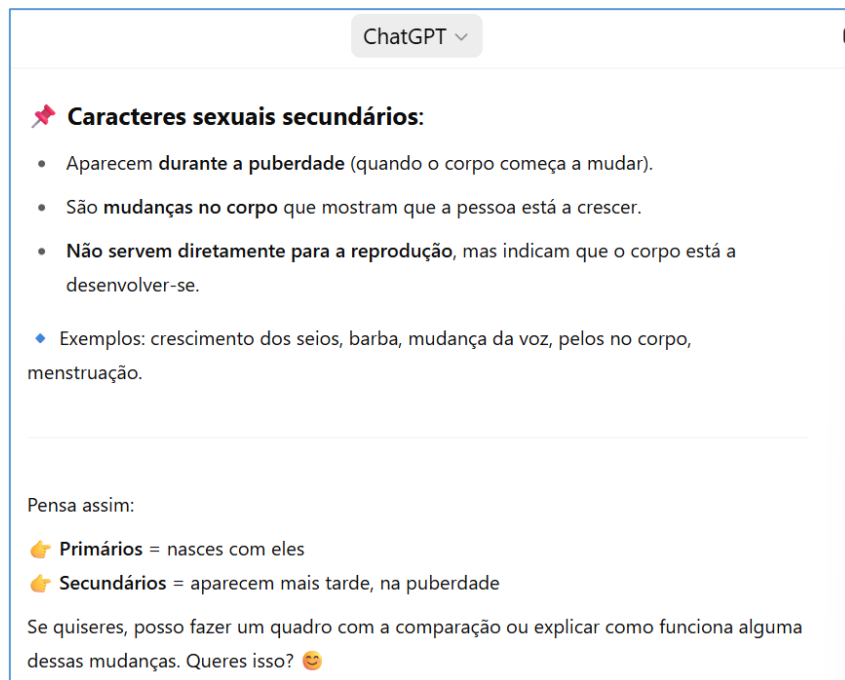 ChatGPT
📌 Caracteres sexuais secundários:
• Aparecem durante a puberdade (quando o corpo começa a mudar).
• São mudanças no corpo que mostram que a pessoa está a crescer.
• Não servem diretamente para a reprodução, mas indicam que o corpo está a
desenvolver-se.
🔹 Exemplos: crescimento dos seios, barba, mudança da voz, pelos no corpo,
menstruação.
Pensa assim:
👉 Primários = nasces com eles
👉 Secundários = aparecem mais tarde, na puberdade
Se quiseres, posso fazer um quadro com a comparação ou explicar como funciona alguma
dessas mudanças. Queres isso? 😊